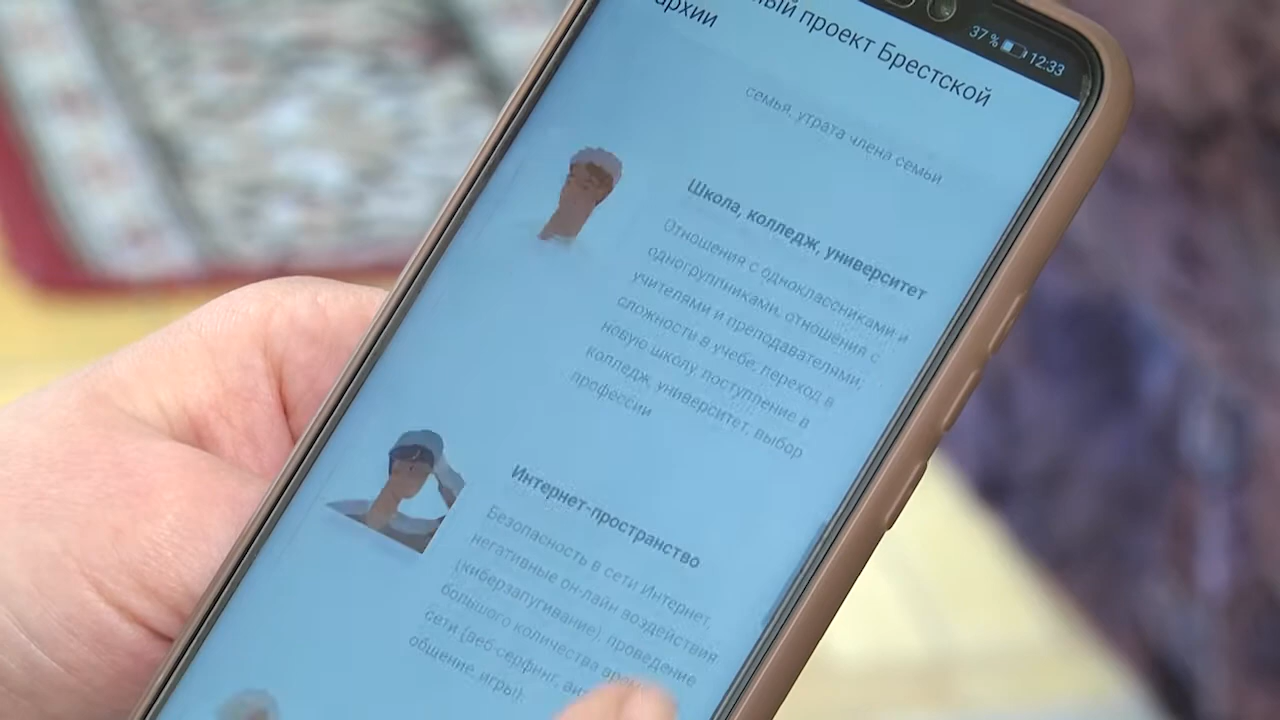 37 % 12:33
проект Брестской
архии
семья, утрата члена семьи
Школа, колледж, университет
Отношения с одноклассниками и
одногруппниками, отношения с
учителями и преподавателями,
сложности в учебе, переход в
новую школу, поступление в
колледж, университет, выбор
профессии
Интернет-пространство
Безопасность в сети Интернет,
негативные он-лайн воздействия
(киберзапугивание), проведение
большого количества
сети (веб-серфинг,
общение, игры).